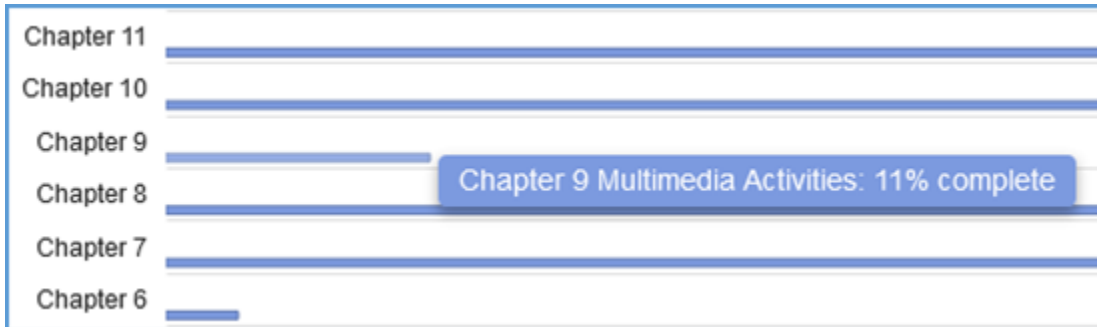 Chapter 11
Chapter 10
Chapter 9
Chapter 9 Multimedia Activities: 11% complete
Chapter 8
Chapter 7
Chapter 6